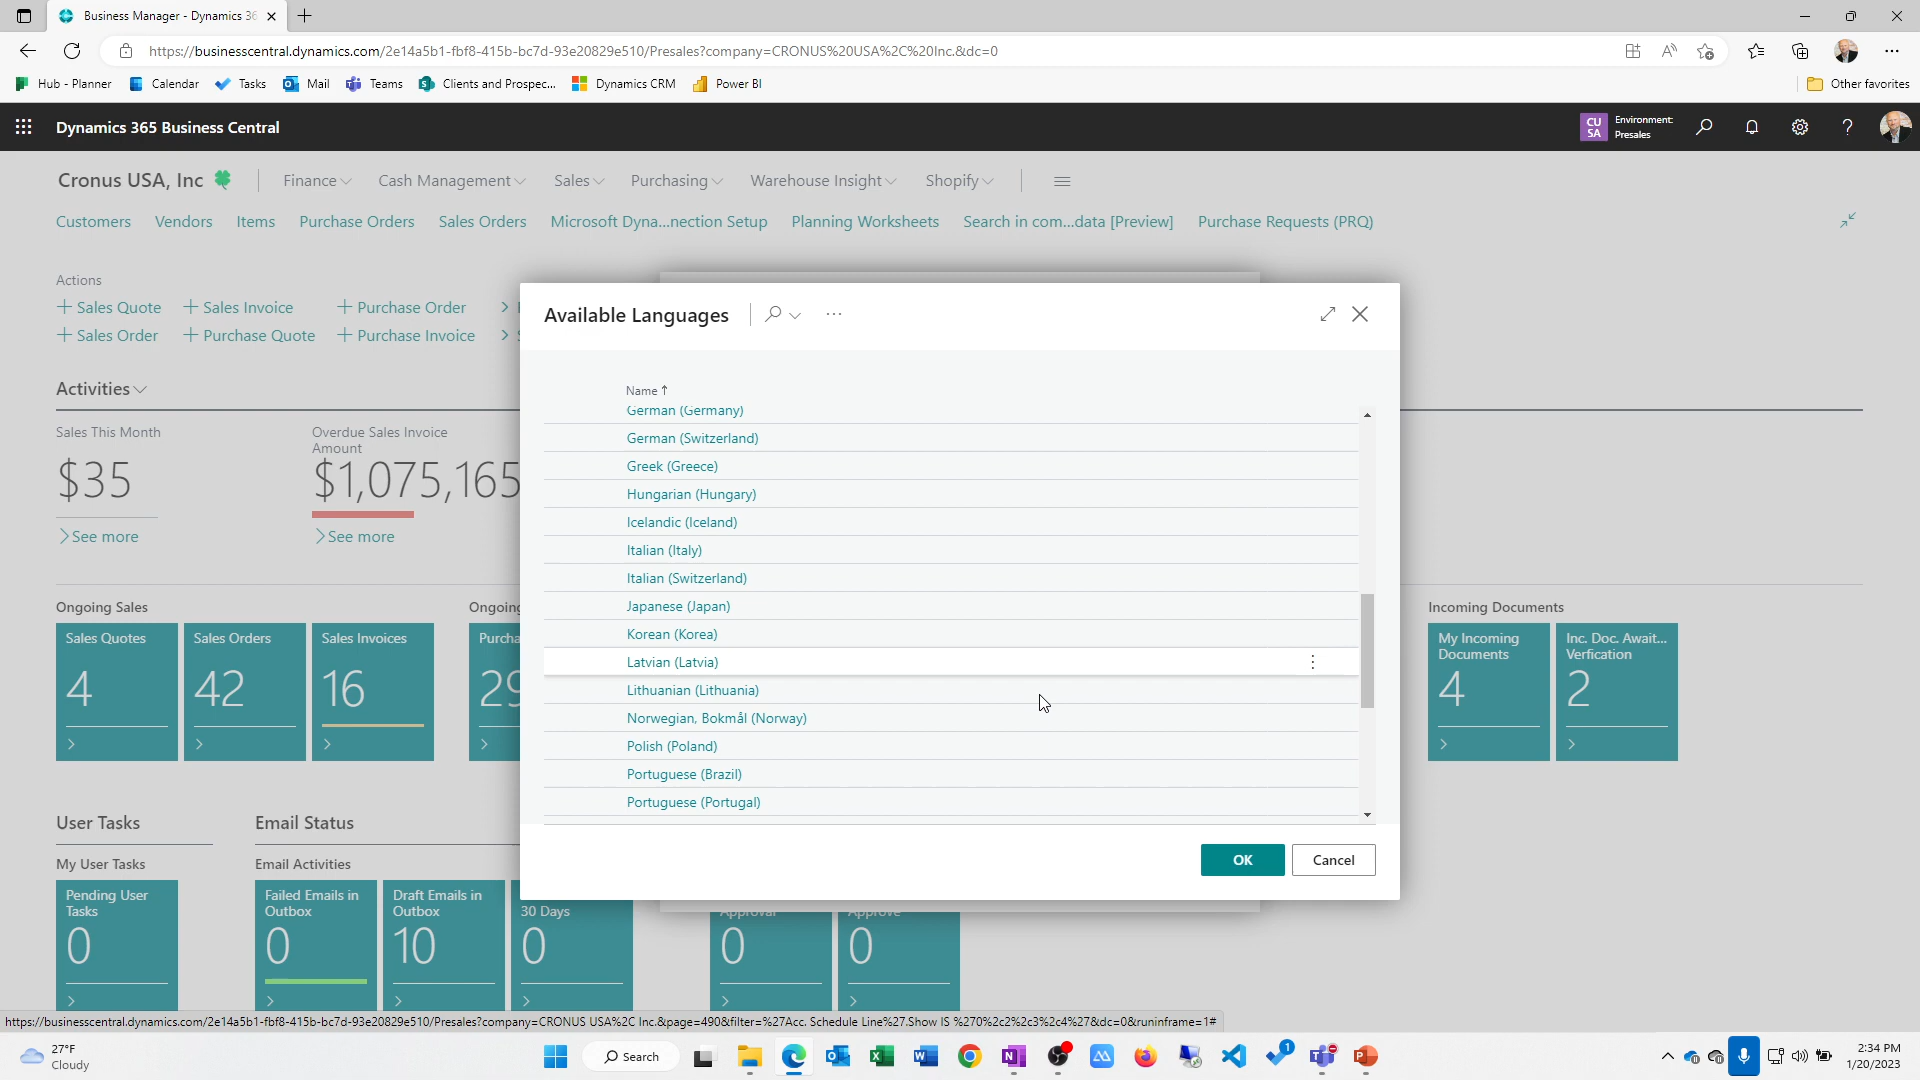 Business Manager - Dynamics 36
https://businesscentral.dynamics.com/2e14a5b1-fbf8-415b-bc7d-93e20829e510/Presales?company=CRONUS%20USA%2C%20Inc.&dc=0
Hub - Planner
Calendar
Tasks
Mail
Teams
Clients and Prospec...
Dynamics CRM
Power BI
Other favorites
Dynamics 365 Business Central
CU
SA
Environment:
Presales
Cronus USA, Inc
Finance
Cash Management
Sales
Purchasing
Warehouse Insight
Shopify
Customers
Vendors
Items
Purchase Orders
Sales Orders
Microsoft Dyna...nection Setup
Planning Worksheets
Search in com...data [Preview]
Purchase Requests (PRQ)
Actions
+ Sales Quote
+ Sales Invoice
+ Purchase Order
+ Sales Order
+ Purchase Quote
+ Purchase Invoice
Activities
Sales This Month
$35
See more
Overdue Sales Invoice
Amount
$1,075,165
See more
Available Languages
Name ↑
German (Germany)
German (Switzerland)
Greek (Greece)
Hungarian (Hungary)
Icelandic (Iceland)
Italian (Italy)
Italian (Switzerland)
Japanese (Japan)
Korean (Korea)
Latvian (Latvia)
Lithuanian (Lithuania)
Norwegian, Bokmål (Norway)
Polish (Poland)
Portuguese (Brazil)
Portuguese (Portugal)
OK
Cancel
Ongoing Sales
Sales Quotes
4
Sales Orders
42
Sales Invoices
16
Ongoing
Purcha
29
Incoming Documents
My Incoming
Documents
4
Inc. Doc. Await...
Verfication
2
User Tasks
My User Tasks
Pending User
Tasks
0
Email Status
Email Activities
Failed Emails in
Outbox
0
Draft Emails in
Outbox
10
30 Days
0
Approval
0
Approve
0
https://businesscentral.dynamics.com/2e14a5b1-fbf8-415b-bc7d-93e20829e510/Presales?company=CRONUS USA%2C Inc.&page=490&filter=%27Acc. Schedule Line%27.Show IS %270%2c2%2c3%2c4%27&dc=0&runinframe=1#
27°F
Cloudy
Search
1
2:34 PM
1/20/2023